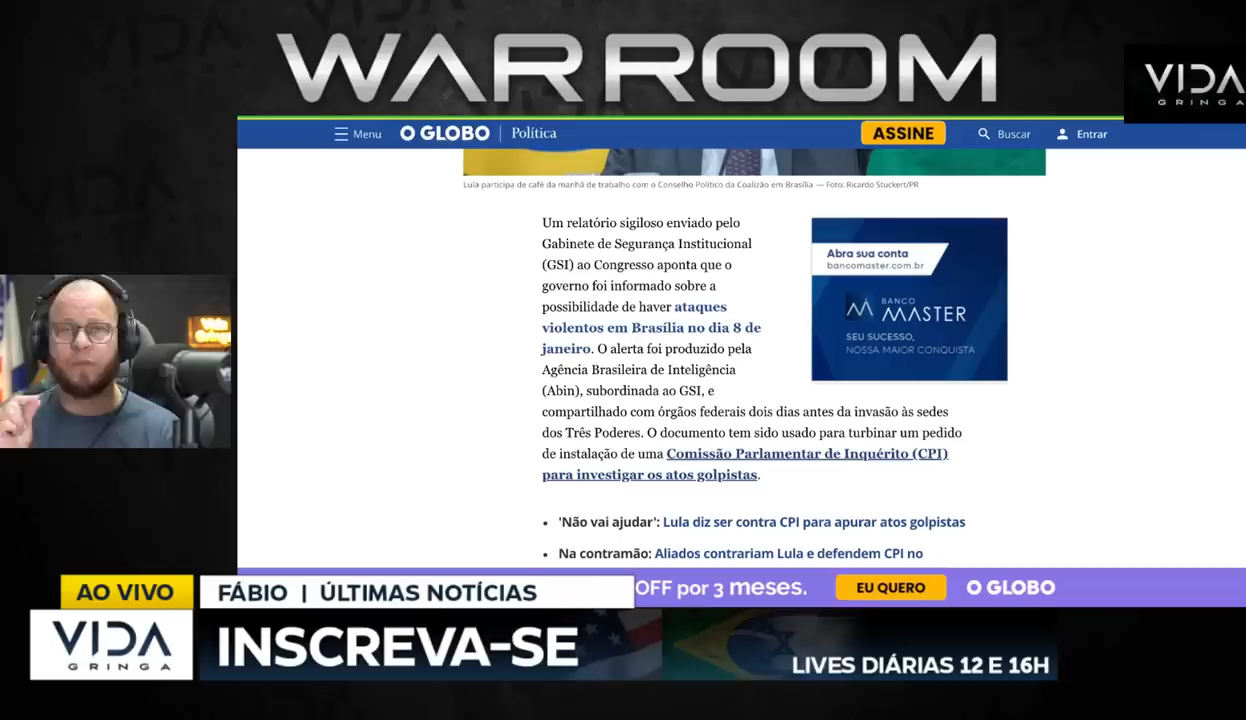 WAR ROOM
VIDA
GRINGA
Menu
O GLOBO | Política
ASSINE
Buscar
Entrar
Lula participa de café da manhã de trabalho com o Conselho Político da Coalizão em Brasília — Foto: Ricardo Stuckert/PR
Um relatório sigiloso enviado pelo
Gabinete de Segurança Institucional
(GSI) ao Congresso aponta que o
governo foi informado sobre a
possibilidade de haver ataques
violentos em Brasília no dia 8 de
janeiro. O alerta foi produzido pela
Agência Brasileira de Inteligência
(Abin), subordinada ao GSI, e
compartilhado com órgãos federais dois dias antes da invasão às sedes
dos Três Poderes. O documento tem sido usado para turbinar um pedido
de instalação de uma Comissão Parlamentar de Inquérito (CPI)
para investigar os atos golpistas.
Abra sua conta
bancomaster.com.br
BANCO
MASTER
SEU SUCESSO,
NOSSA MAIOR CONQUISTA
• 'Não vai ajudar': Lula diz ser contra CPI para apurar atos golpistas
• Na contramão: Aliados contrariam Lula e defendem CPI no
OFF por 3 meses.
EU QUERO
O GLOBO
AO VIVO
FÁBIO | ÚLTIMAS NOTÍCIAS
VIDA
GRINGA
INSCREVA-SE
LIVES DIÁRIAS 12 E 16H